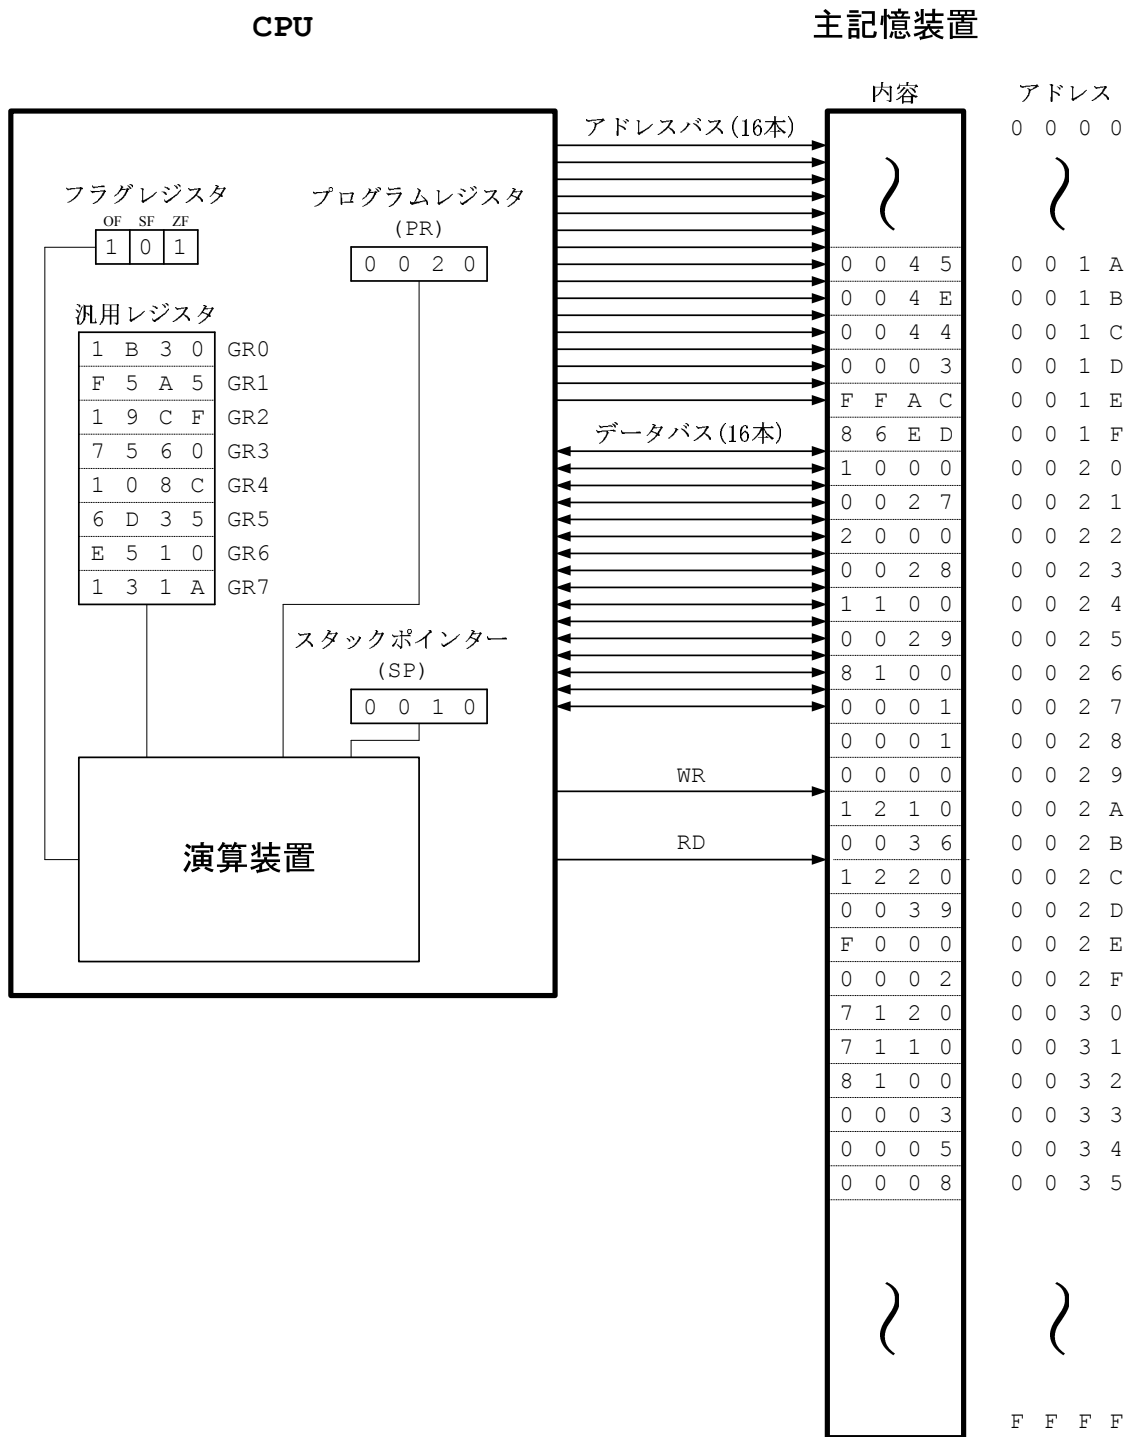 CPU
主記憶装置
内容 アドレス
アドレスバス(16本)
0 0 0 0
フラグレジスタ
OF SF ZF
1 0 1
プログラムレジスタ
(PR)
0 0 2 0
汎用レジスタ
1 B 3 0 GR0
F 5 A 5 GR1
1 9 C F GR2
7 5 6 0 GR3
1 0 8 C GR4
6 D 3 5 GR5
E 5 1 0 GR6
1 3 1 A GR7
データバス(16本)
スタックポインター
(SP)
0 0 1 0
WR
RD
演算装置
0 0 4 5 0 0 1 A
0 0 4 E 0 0 1 B
0 0 4 4 0 0 1 C
0 0 0 3 0 0 1 D
F F A C 0 0 1 E
8 6 E D 0 0 1 F
1 0 0 0 0 0 2 0
0 0 2 7 0 0 2 1
2 0 0 0 0 0 2 2
0 0 2 8 0 0 2 3
1 1 0 0 0 0 2 4
0 0 2 9 0 0 2 5
8 1 0 0 0 0 2 6
0 0 0 1 0 0 2 7
0 0 0 1 0 0 2 8
0 0 0 0 0 0 2 9
1 2 1 0 0 0 2 A
0 0 3 6 0 0 2 B
1 2 2 0 0 0 2 C
0 0 3 9 0 0 2 D
F 0 0 0 0 0 2 E
0 0 0 2 0 0 2 F
7 1 2 0 0 0 3 0
7 1 1 0 0 0 3 1
8 1 0 0 0 0 3 2
0 0 0 3 0 0 3 3
0 0 0 5 0 0 3 4
0 0 0 8 0 0 3 5
F F F F